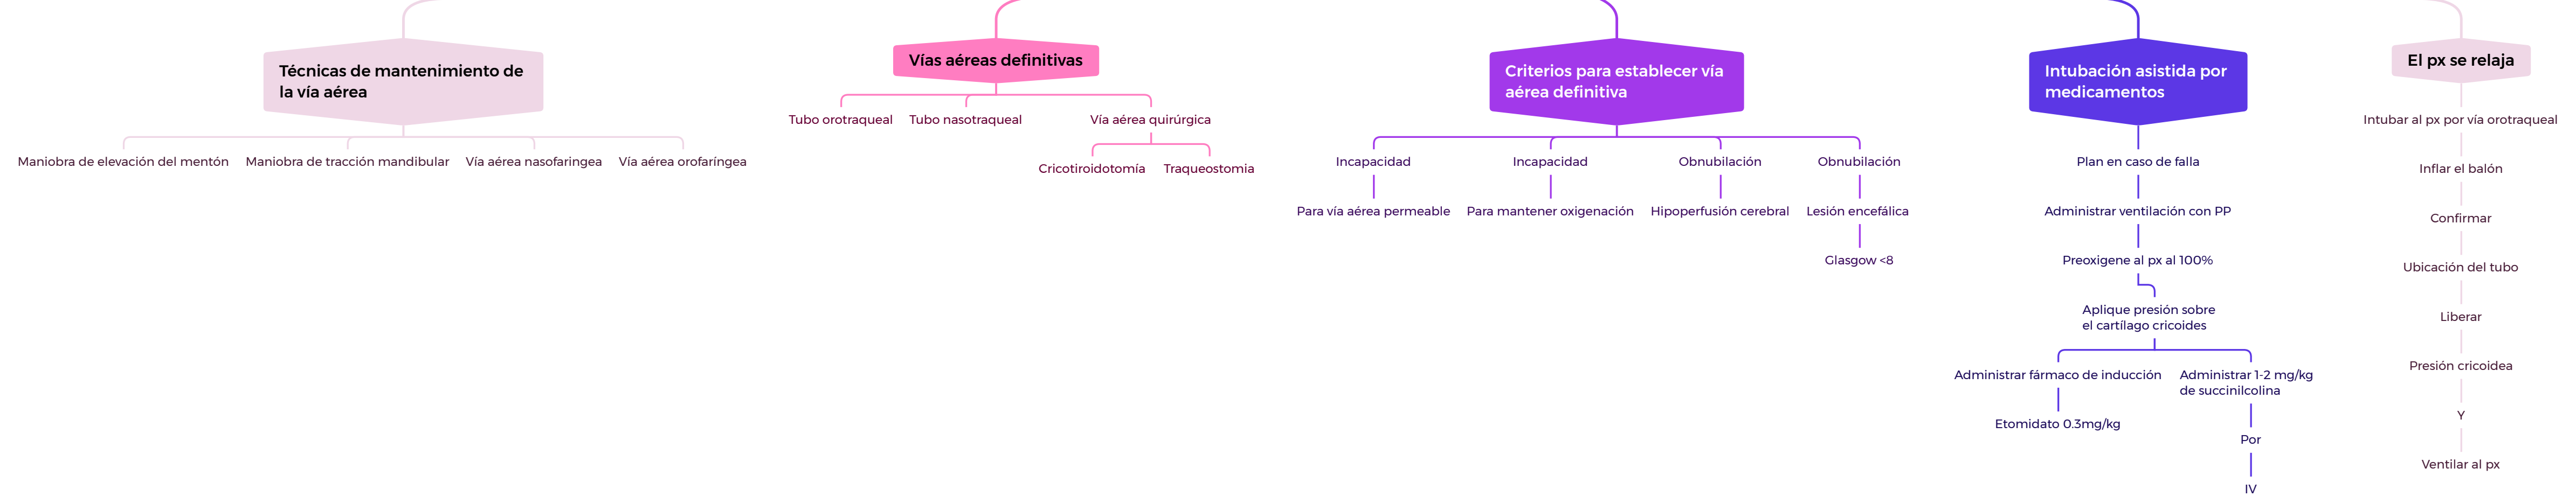 Técnicas de mantenimiento de
la vía aérea
Maniobra de elevación del mentón
Maniobra de tracción mandibular
Vía aérea nasofaringea
Vía aérea orofaríngea
Vías aéreas definitivas
Tubo orotraqueal
Tubo nasotraqueal
Vía aérea quirúrgica
Cricotiroidotomía
Traqueostomia
Criterios para establecer vía
aérea definitiva
Incapacidad
Para vía aérea permeable
Incapacidad
Para mantener oxigenación
Obnubilación
Hipoperfusión cerebral
Obnubilación
Lesión encefálica
Glasgow <8
Intubación asistida por
medicamentos
Plan en caso de falla
Administrar ventilación con PP
Preoxigene al px al 100%
Aplique presión sobre
el cartílago cricoides
Administrar fármaco de inducción
Etomidato 0.3mg/kg
Administrar 1-2 mg/kg
de succinilcolina
Por
IV
El px se relaja
Intubar al px por vía orotraqueal
Inflar el balón
Confirmar
Ubicación del tubo
Liberar
Presión cricoidea
Y
Ventilar al px